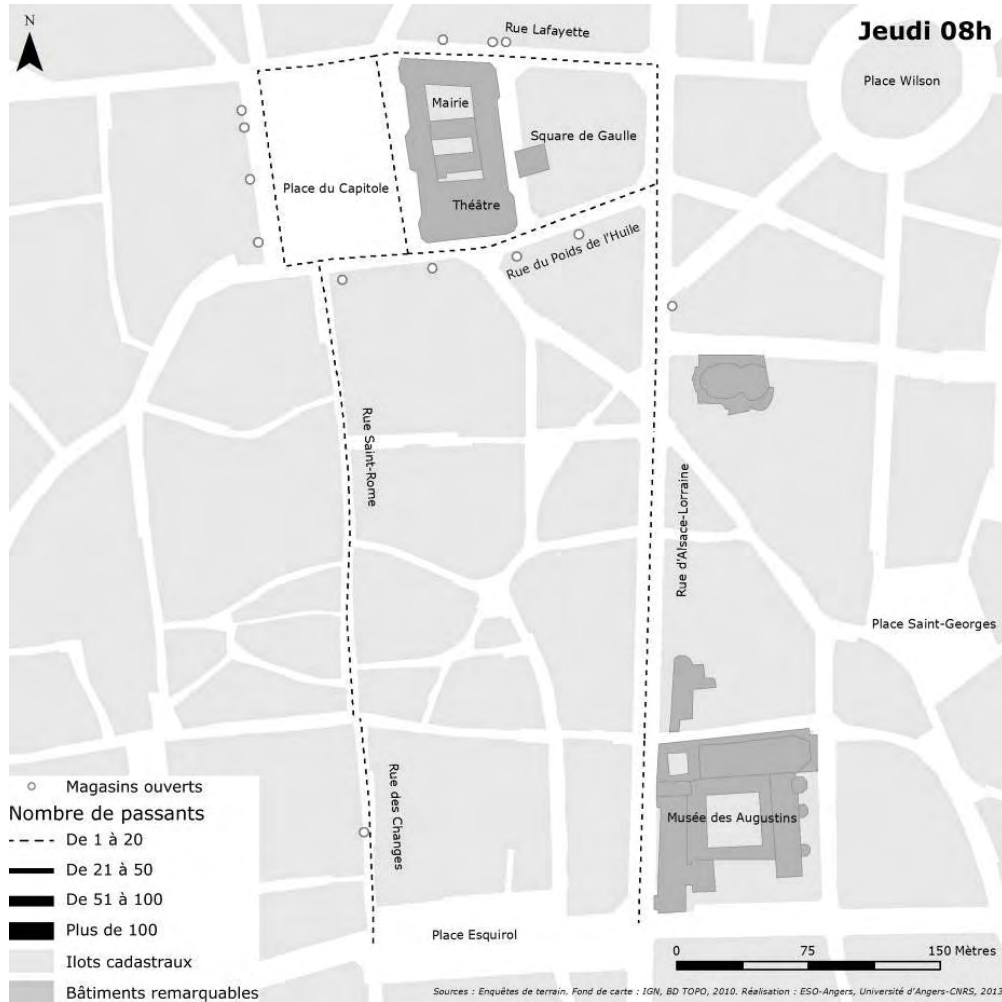 N
Rue Lafayette
Jeudi 08h
Place Wilson
Mairie
Square de Gaulle
Place du Capitole
Théâtre
Rue du Poids de l'Huile
Rue Saint-Rome
Rue d'Alsace-Lorraine
Place Saint-Georges
Rue des Changes
Musée des Augustins
Place Esquirol
Magasins ouverts
Nombre de passants
De 1 à 20
De 21 à 50
De 51 à 100
Plus de 100
Ilots cadastraux
Bâtiments remarquables
0 75 150 Mètres
Sources : Enquêtes de terrain. Fond de carte : IGN, BD TOPO, 2010. Réalisation : ESO-Angers, Université d'Angers-CNRS, 2013